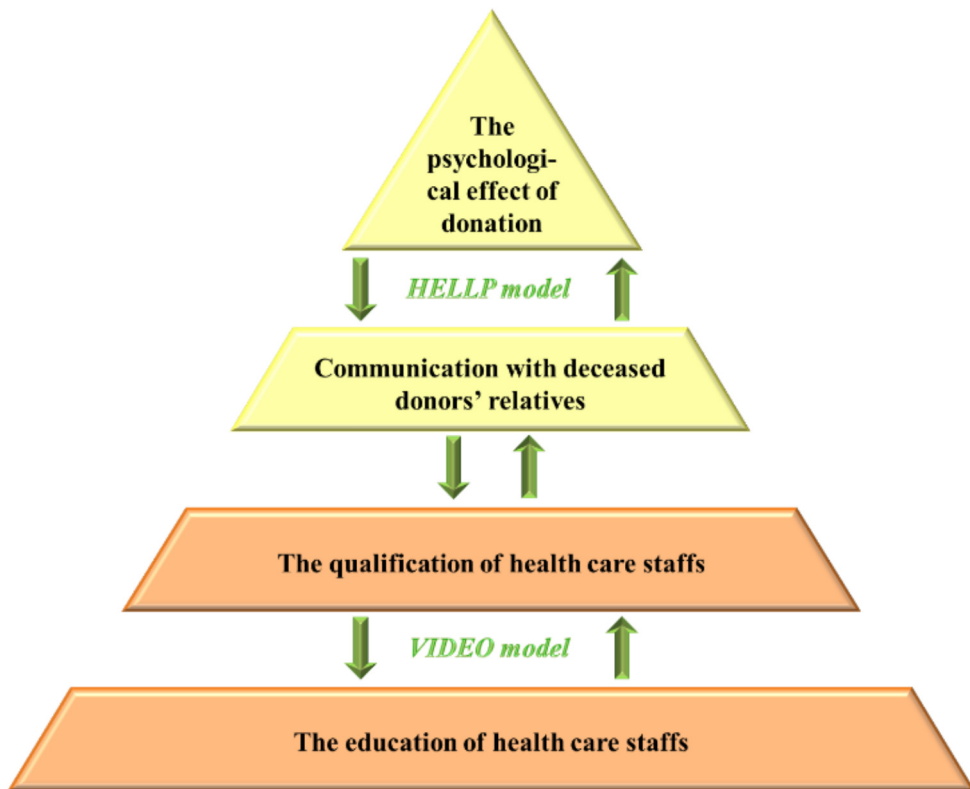 The
psychologi-
cal effect of
donation
HELLP model
Communication with deceased
donors’ relatives
The qualification of health care staffs
VIDEO model
The education of health care staffs